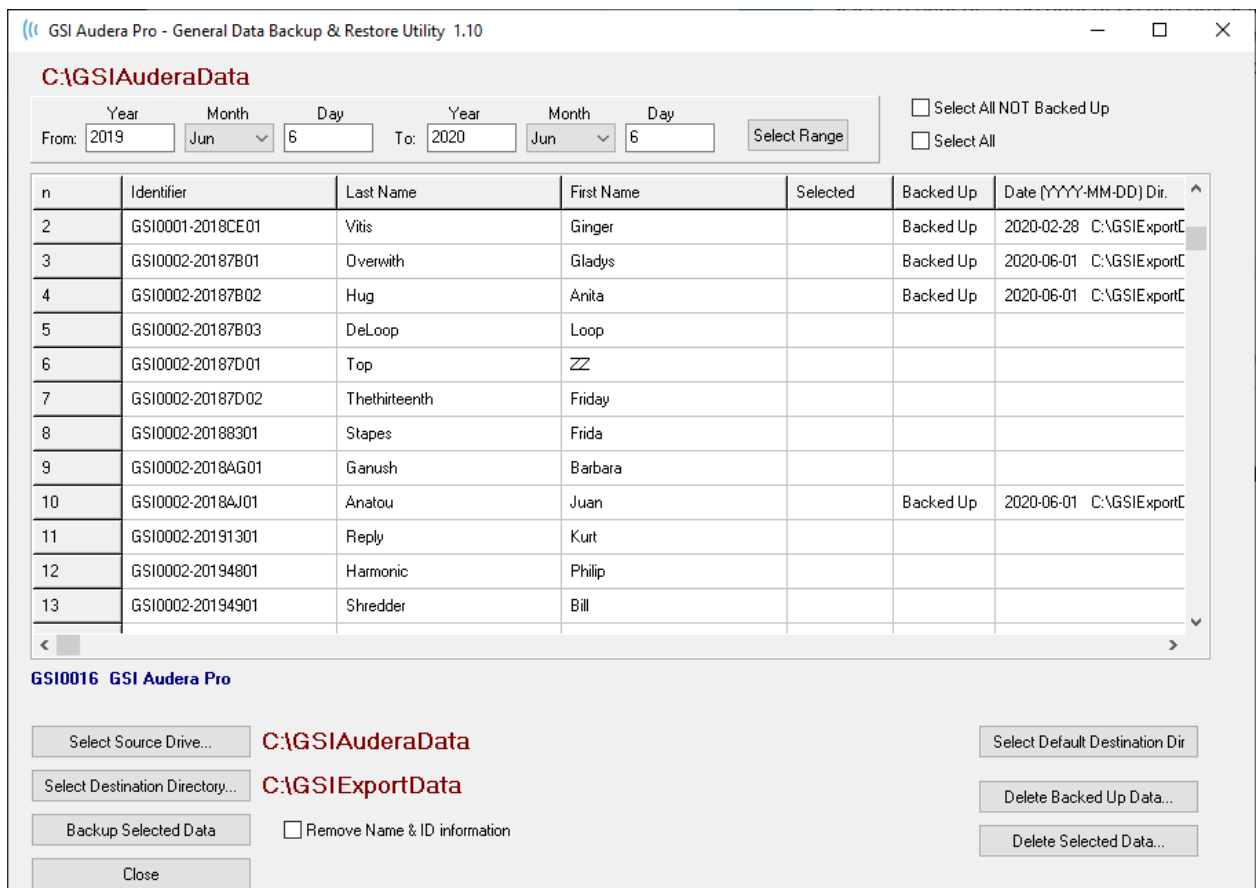 GSI Audera Pro - General Data Backup & Restore Utility 1.10
C:\GSIAuderaData
Year Month Day Year Month Day
From: 2019 Jun 6 To: 2020 Jun 6 Select Range
Select All NOT Backed Up
Select All
n Identifier Last Name First Name Selected Backed Up Date (YYYY-MM-DD) Dir.
2 GSI0001-2018CE01 Vitis Ginger Backed Up 2020-02-28 C:\GSIExportD
3 GSI0002-20187B01 Overwith Gladys Backed Up 2020-06-01 C:\GSIExportD
4 GSI0002-20187B02 Hug Anita Backed Up 2020-06-01 C:\GSIExportD
5 GSI0002-20187B03 DeLoop Loop
6 GSI0002-20187D01 Top ZZ
7 GSI0002-20187D02 Thethirteenth Friday
8 GSI0002-20188301 Stapes Frida
9 GSI0002-2018AG01 Ganush Barbara
10 GSI0002-2018AJ01 Anatou Juan Backed Up 2020-06-01 C:\GSIExportD
11 GSI0002-20191301 Reply Kurt
12 GSI0002-20194801 Harmonic Philip
13 GSI0002-20194901 Shredder Bill
GSI0016 GSI Audera Pro
Select Source Drive... C:\GSIAuderaData Select Default Destination Dir
Select Destination Directory... C:\GSIExportData Delete Backed Up Data...
Backup Selected Data Remove Name & ID information Delete Selected Data...
Close